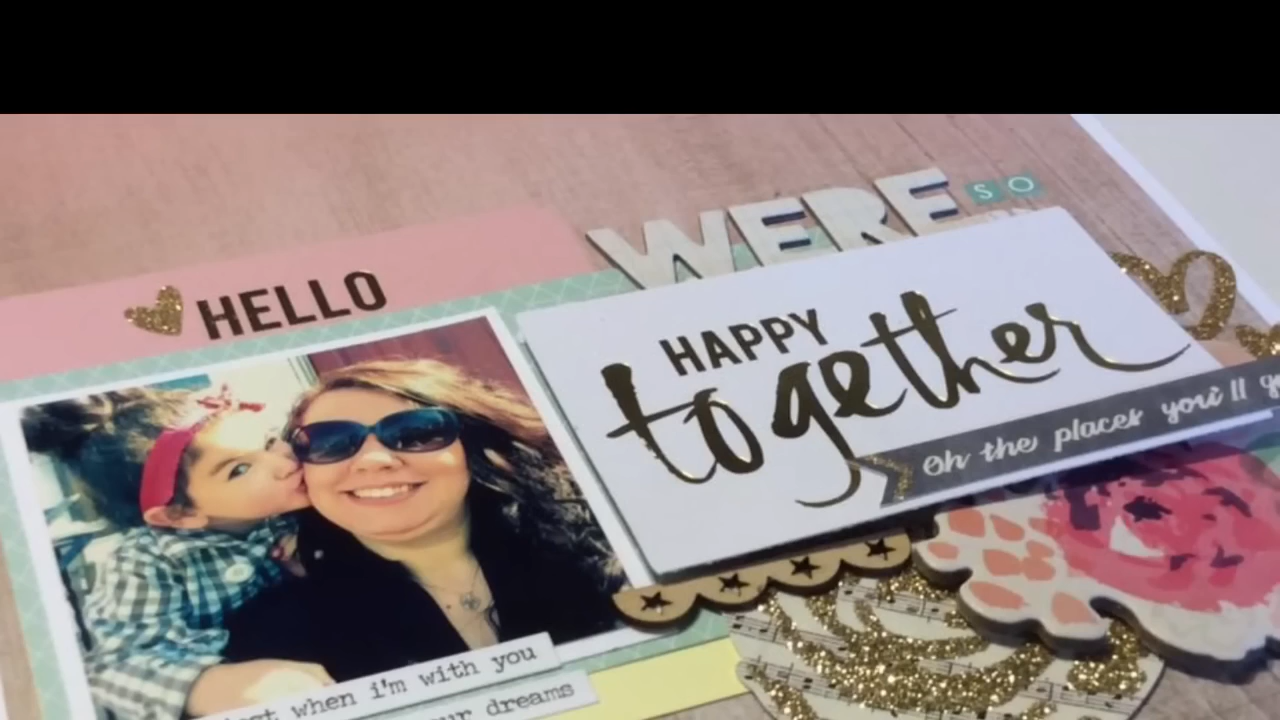 WERE so
HELLO
HAPPY
together
oh the places you'll
when i'm with you
dreams